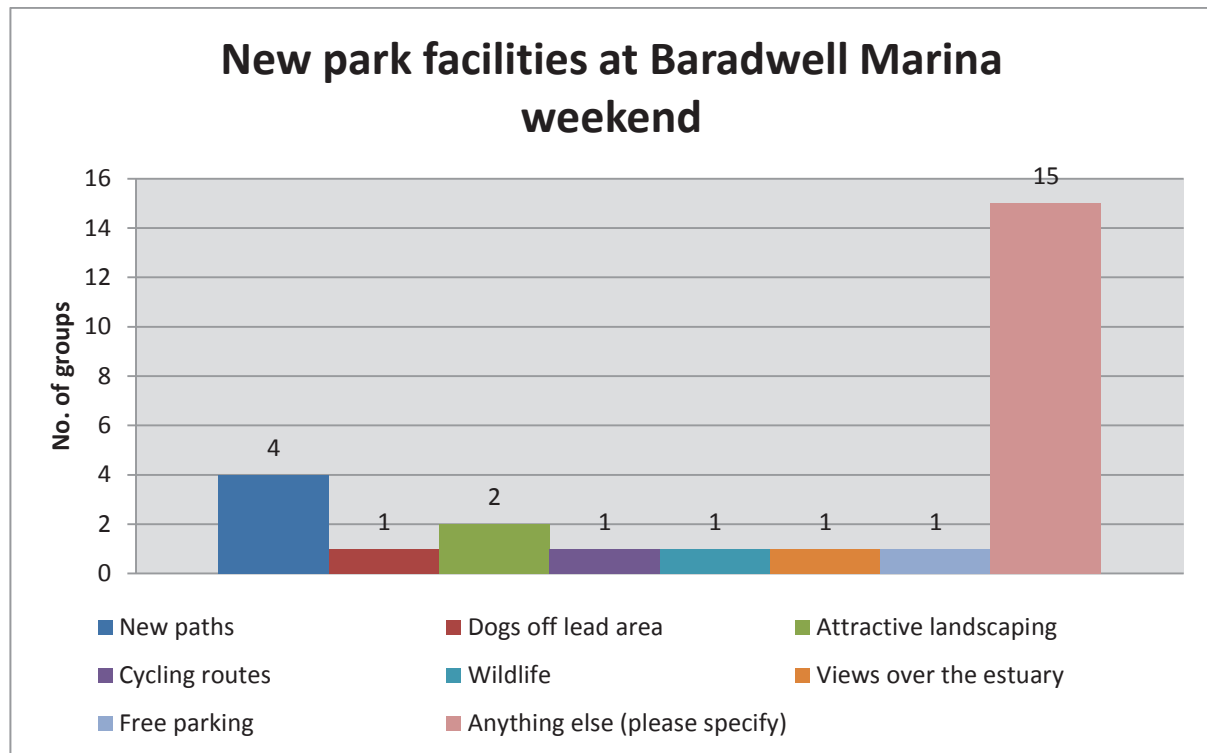 New park facilities at Baradwell Marina
weekend
No. of groups
16
14
12
10
8
6
4
2
0
4
1
2
1
1
1
1
15
New paths
Dogs off lead area
Attractive landscaping
Cycling routes
Wildlife
Views over the estuary
Free parking
Anything else (please specify)